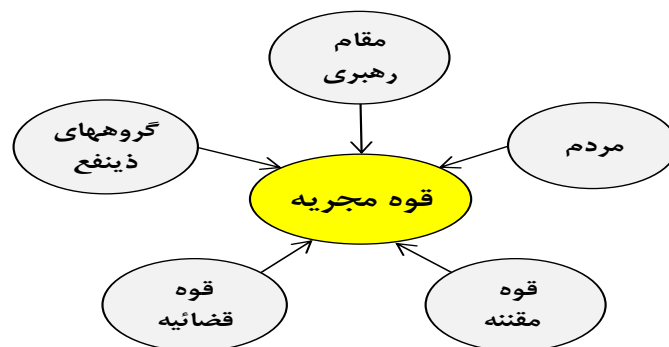 مقام
رهبری
گروههای
ذینفع
مردم
قوه مجریه
قوه
قضائیه
قوه
مقننه